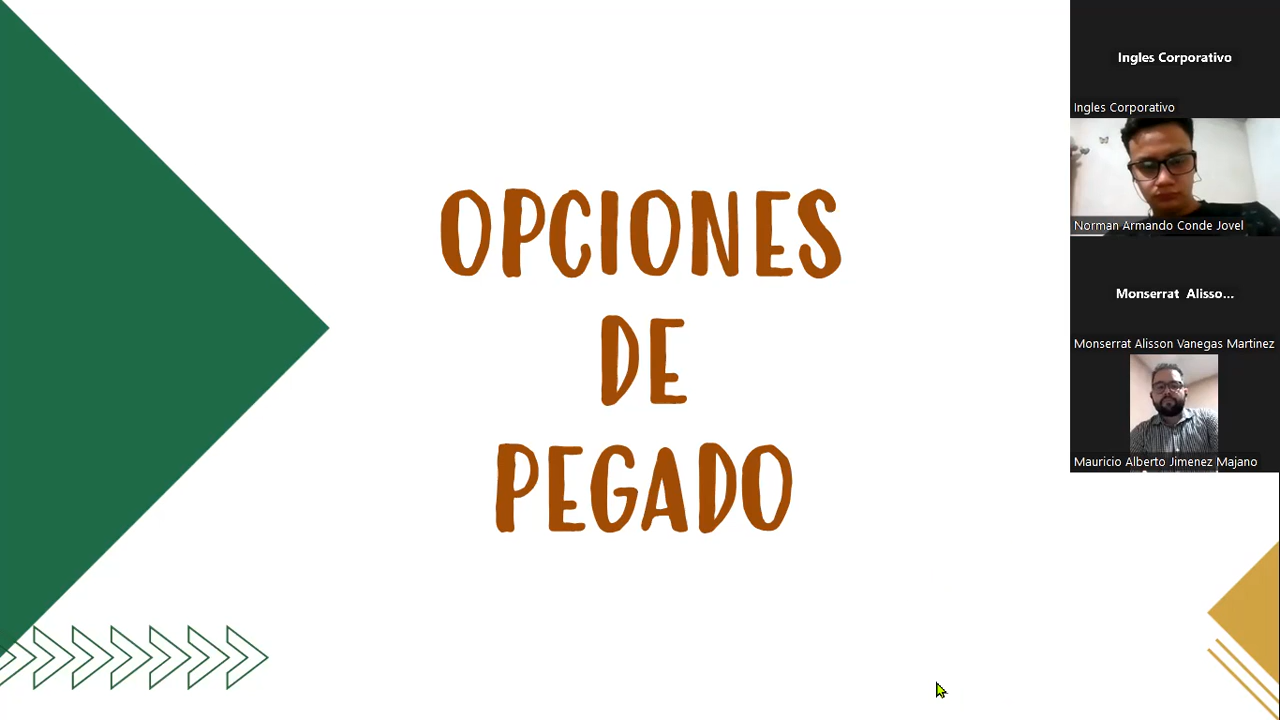 OPCIONES
DE
PEGADO
Ingles Corporativo
Ingles Corporativo
Norman Armando Conde Jovel
Monserrat Alisso...
Monserrat Alisson Vanegas Martinez
Mauricio Alberto Jimenez Majano